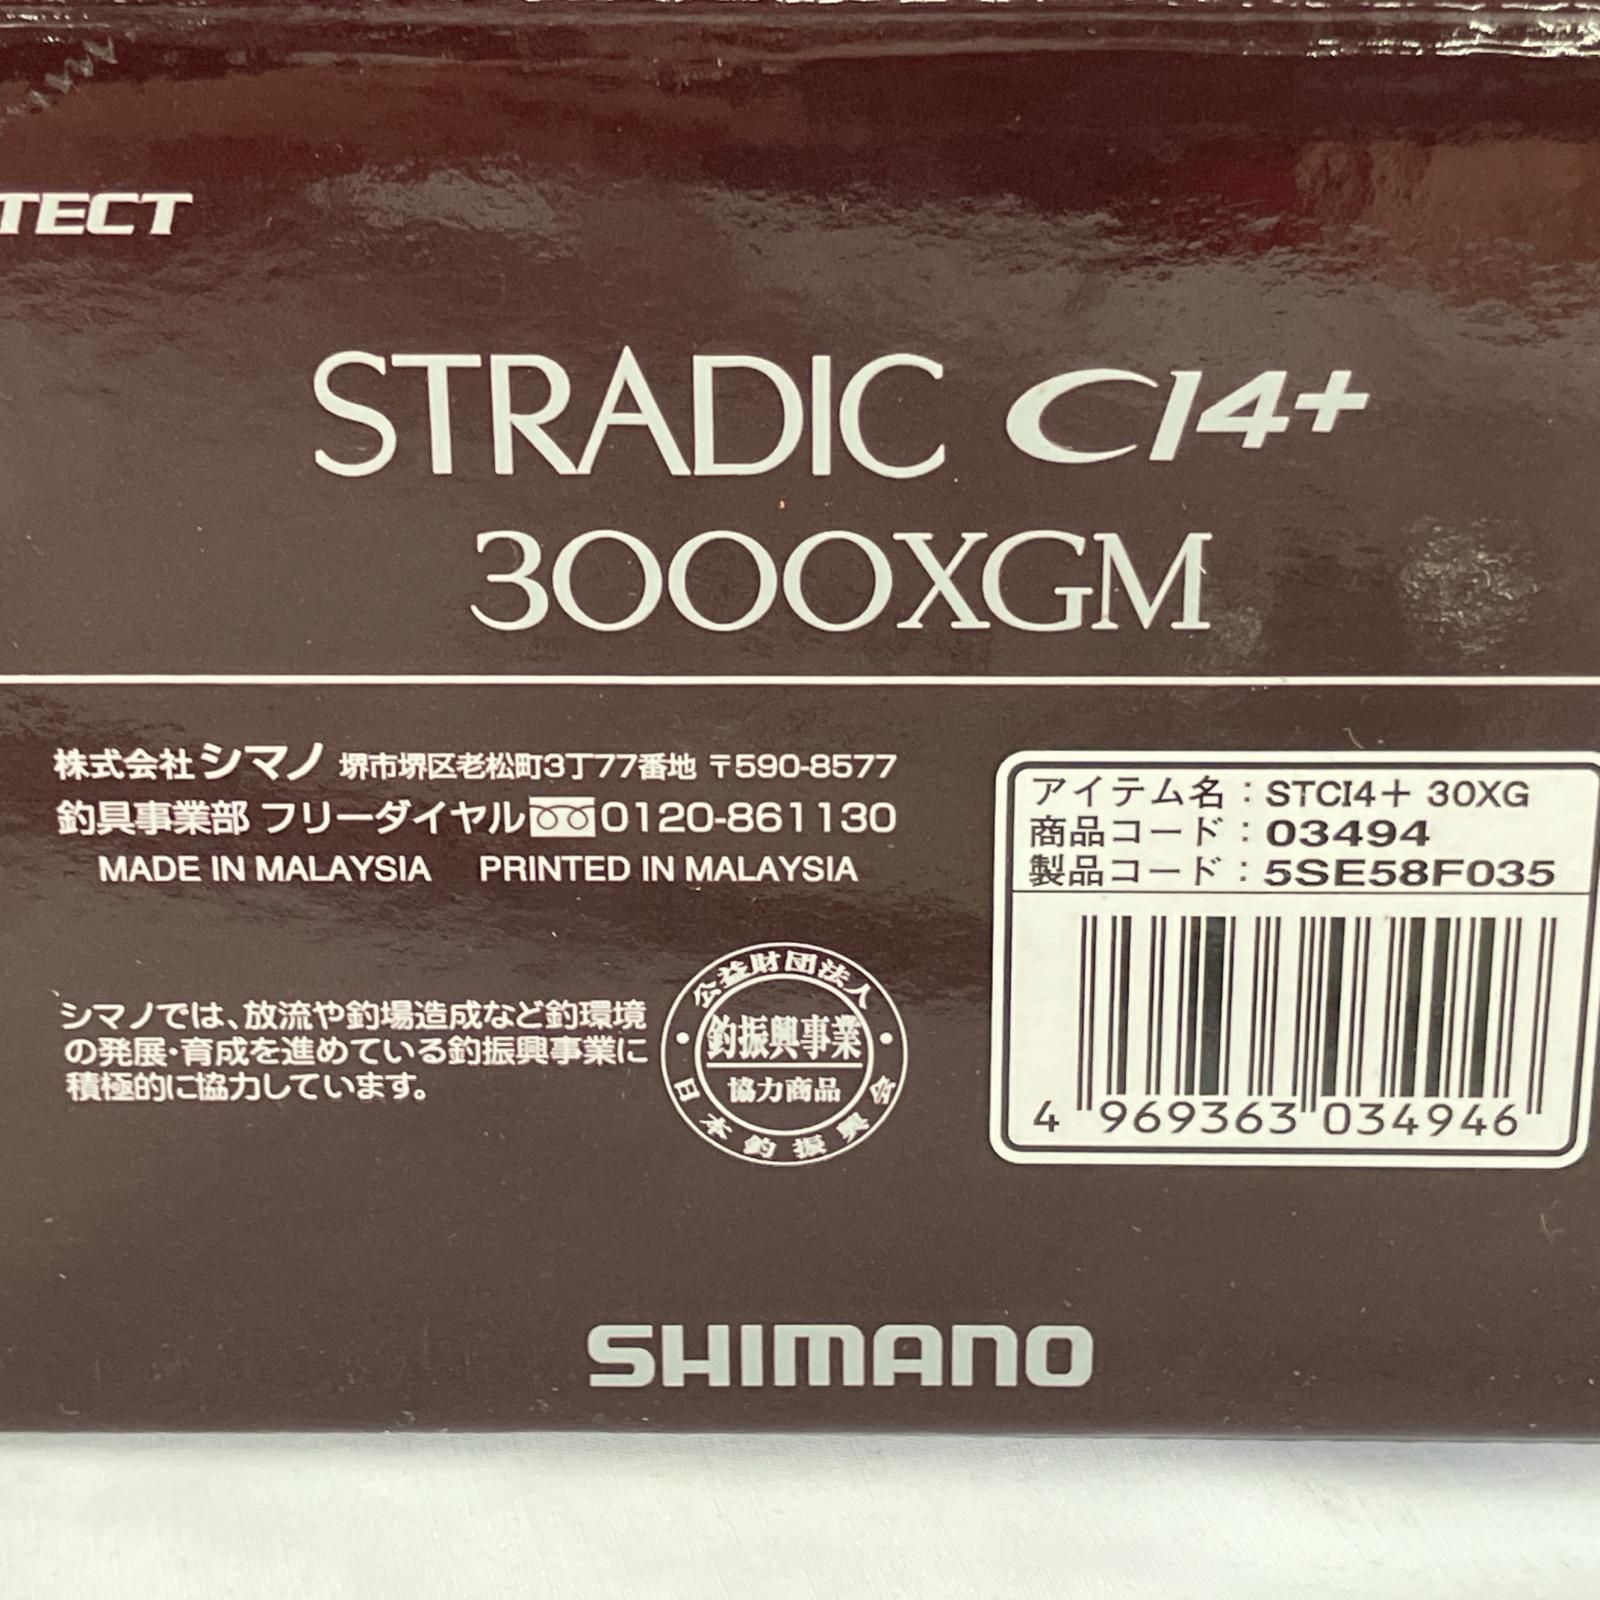 TECT
STRADIC CI4+
3000XGM
株式会社シマノ 堺市堺区老松町3丁77番地 〒590-8577
釣具事業部 フリーダイヤル 0120-861130
MADE IN MALAYSIA PRINTED IN MALAYSIA
シマノでは、放流や釣場造成など釣環境
の発展・育成を進めている釣振興事業に
積極的に協力しています。
公益財団法人
釣振興事業
協力商品
日本釣振興会
アイテム名：STCI4+ 30XG
商品コード：03494
製品コード：5SE58F035
4 969363 034946
SHIMANO